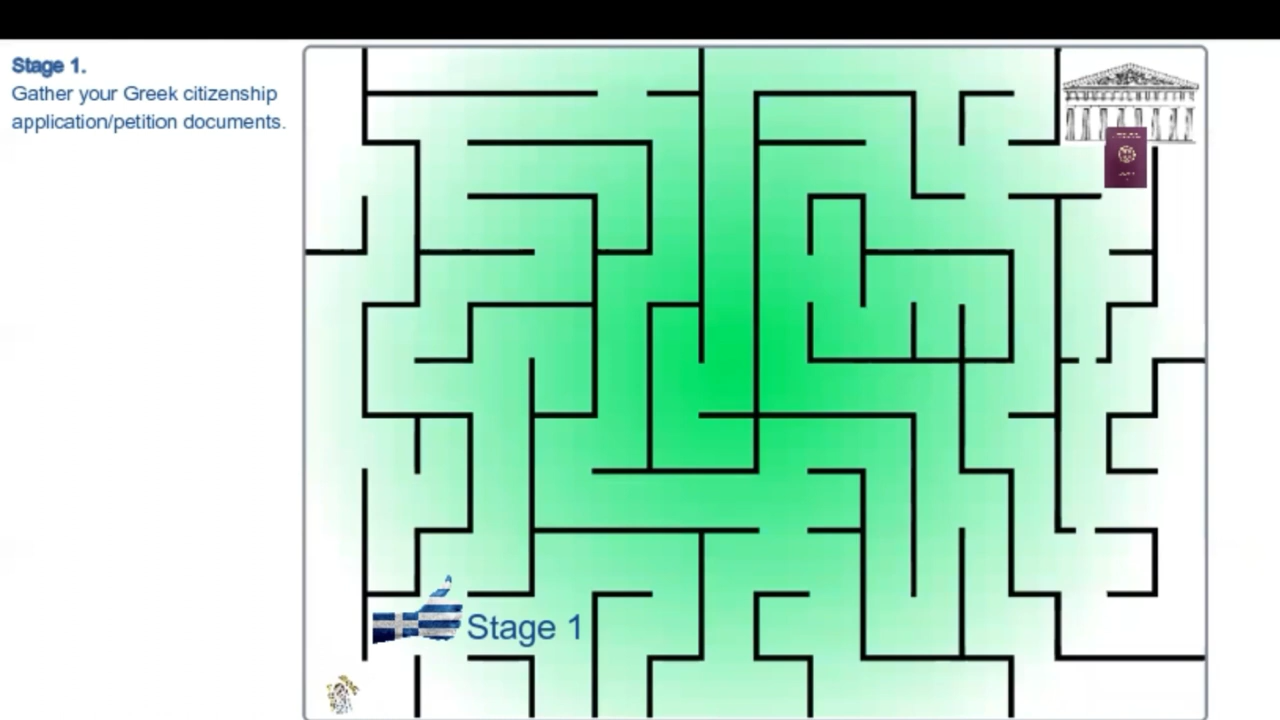 Stage 1.
Gather your Greek citizenship
application/petition documents.
Stage 1